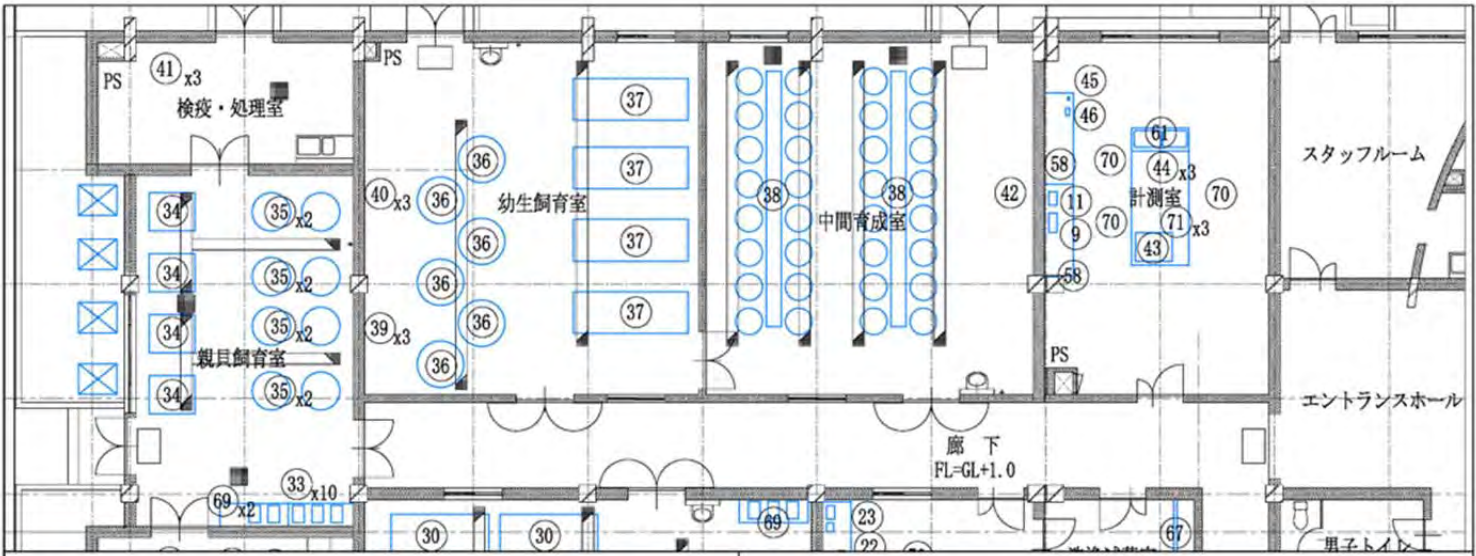 PS
41 x3
検疫・処理室
34
34
34
34
35 x2
35 x2
35 x2
35 x2
親貝飼育室
33 x10
69 x2
PS
40 x3
39 x3
36
36
36
36
36
36
幼生飼育室
37
37
37
37
38
38
中間育成室
42
45
46
58
61
70
44 x3
計測室
70
11
70
71 x3
9
43
58
PS
スタッフルーム
エントランスホール
廊 下
FL=GL+1.0
30
30
69
23
22
67
男子トイレ